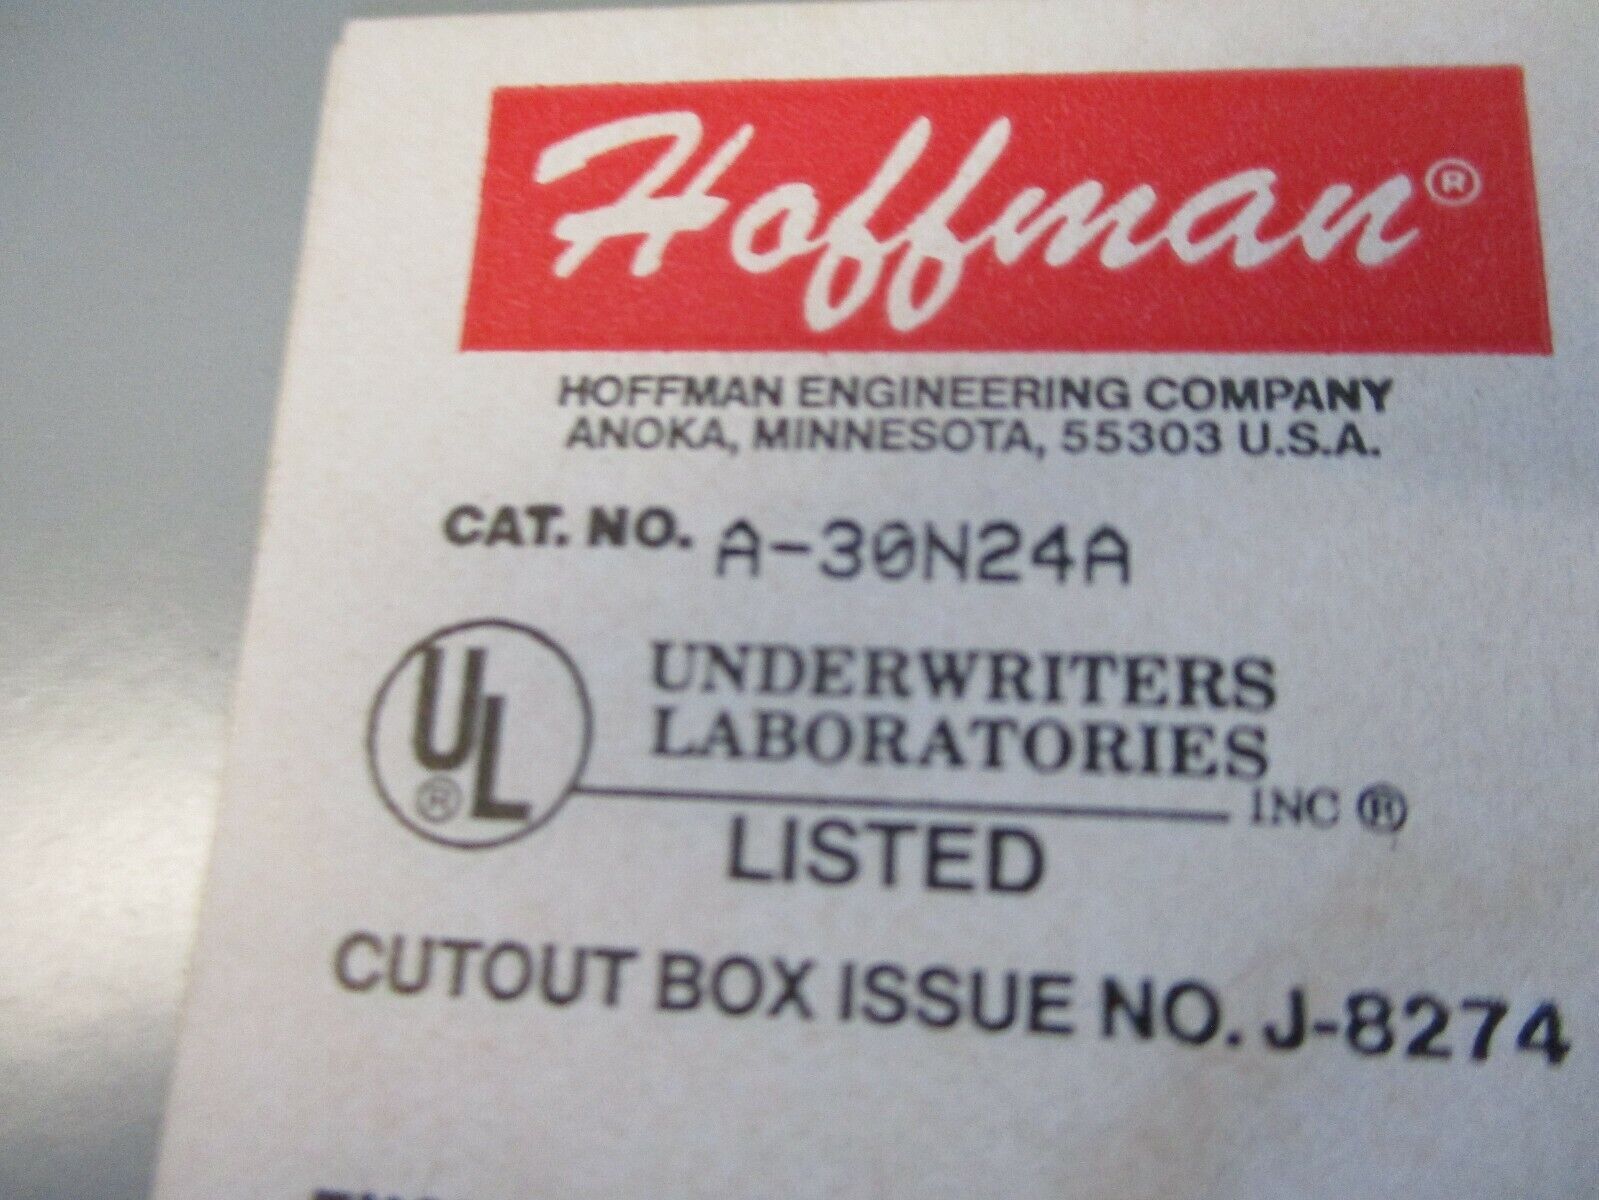 Hoffman®
HOFFMAN ENGINEERING COMPANY
ANOKA, MINNESOTA, 55303 U.S.A.
CAT. NO. A-30N24A
UL ®
UNDERWRITERS
LABORATORIES
INC ®
LISTED
CUTOUT BOX ISSUE NO. J-8274